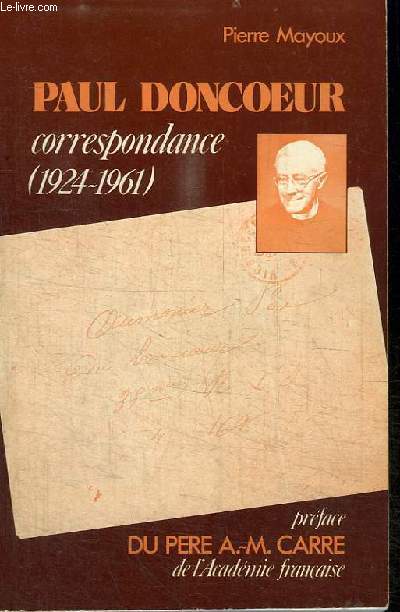 © Le-livre.com
Pierre Mayoux
PAUL DONCOEUR
correspondance
(1924-1961)
préface
DU PERE A.-M. CARRE
de l'Académie française